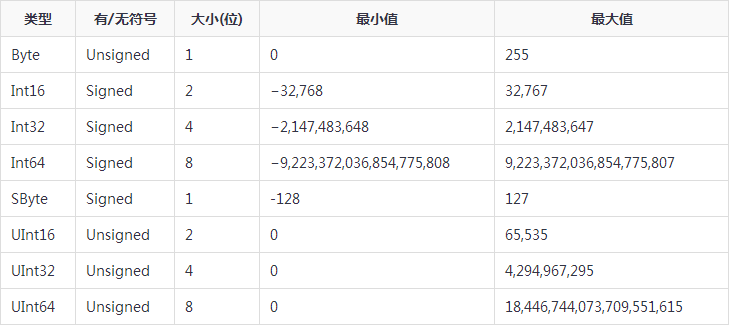 类型 有/无符号 大小(位) 最小值 最大值
Byte Unsigned 1 0 255
Int16 Signed 2 −32,768 32,767
Int32 Signed 4 −2,147,483,648 2,147,483,647
Int64 Signed 8 −9,223,372,036,854,775,808 9,223,372,036,854,775,807
SByte Signed 1 -128 127
UInt16 Unsigned 2 0 65,535
UInt32 Unsigned 4 0 4,294,967,295
UInt64 Unsigned 8 0 18,446,744,073,709,551,615